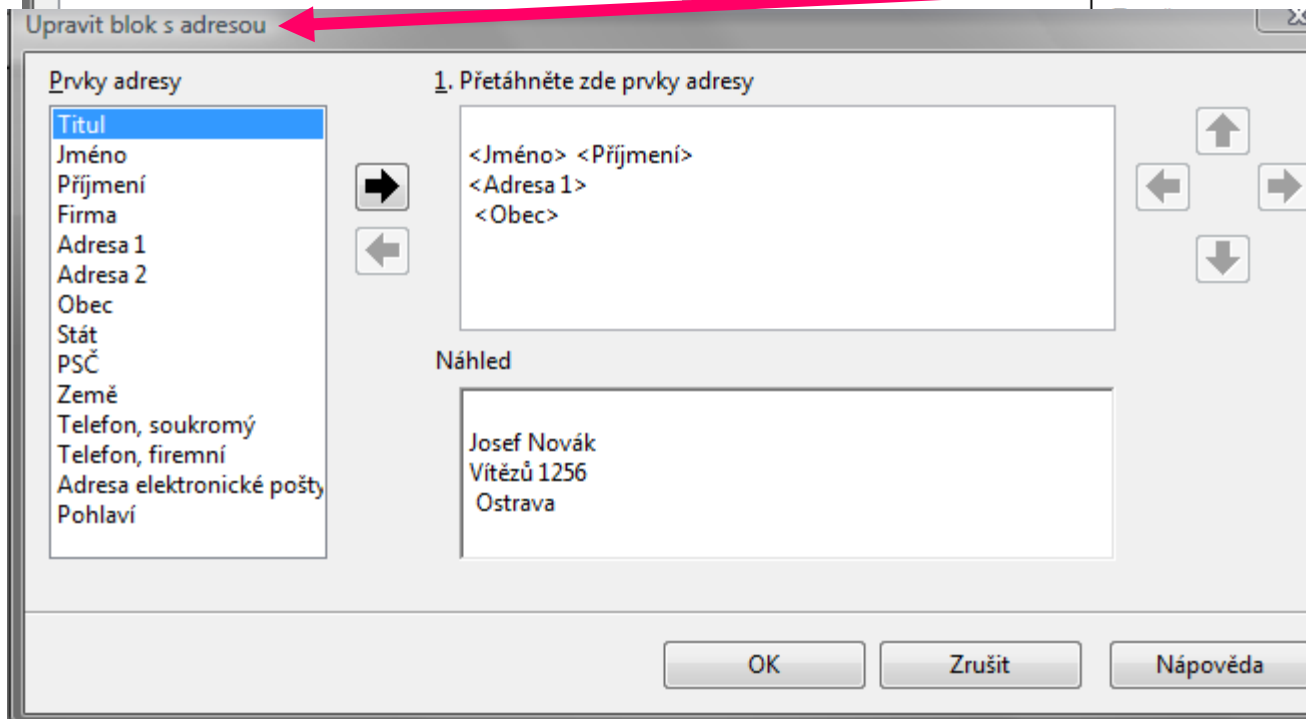 Upravit blok s adresou
Prvky adresy
Titul
Jméno
Příjmení
Firma
Adresa 1
Adresa 2
Obec
Stát
PSČ
Země
Telefon, soukromý
Telefon, firemní
Adresa elektronické pošty
Pohlaví
1. Přetáhněte zde prvky adresy
<Jméno> <Příjmení>
<Adresa 1>
<Obec>
Náhled
Josef Novák
Vítězů 1256
Ostrava
OK
Zrušit
Nápověda